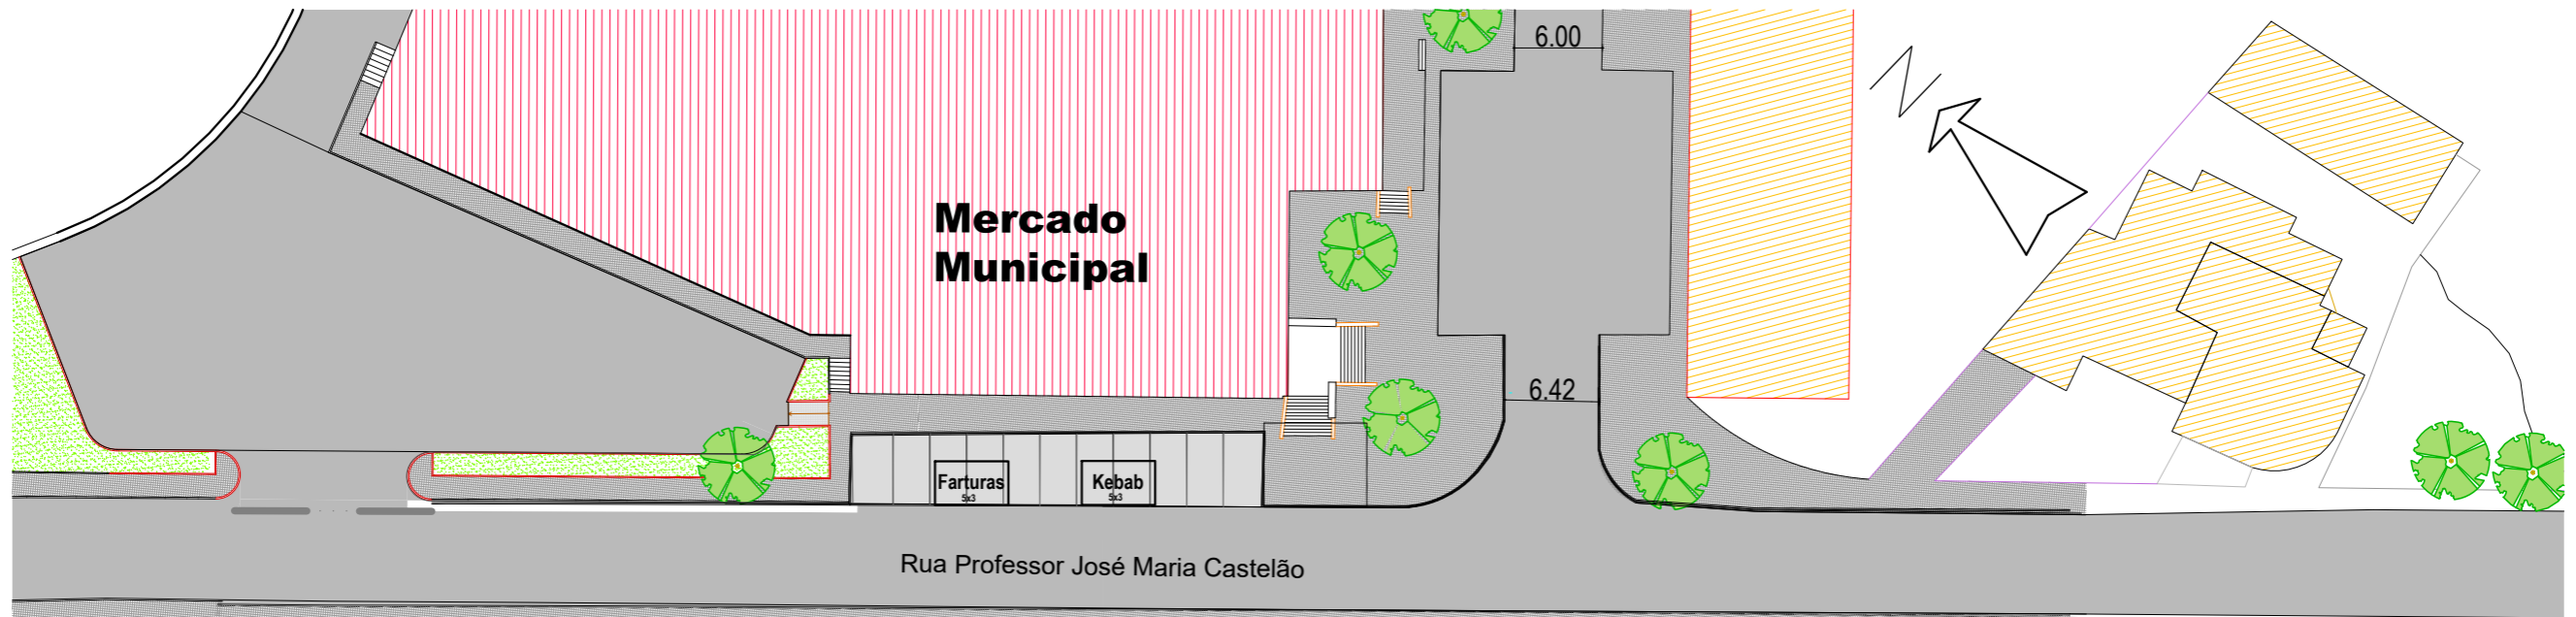 6.00
N
Mercado
Municipal
6.42
Farturas
5x3
Kebab
5x3
Rua Professor José Maria Castelão